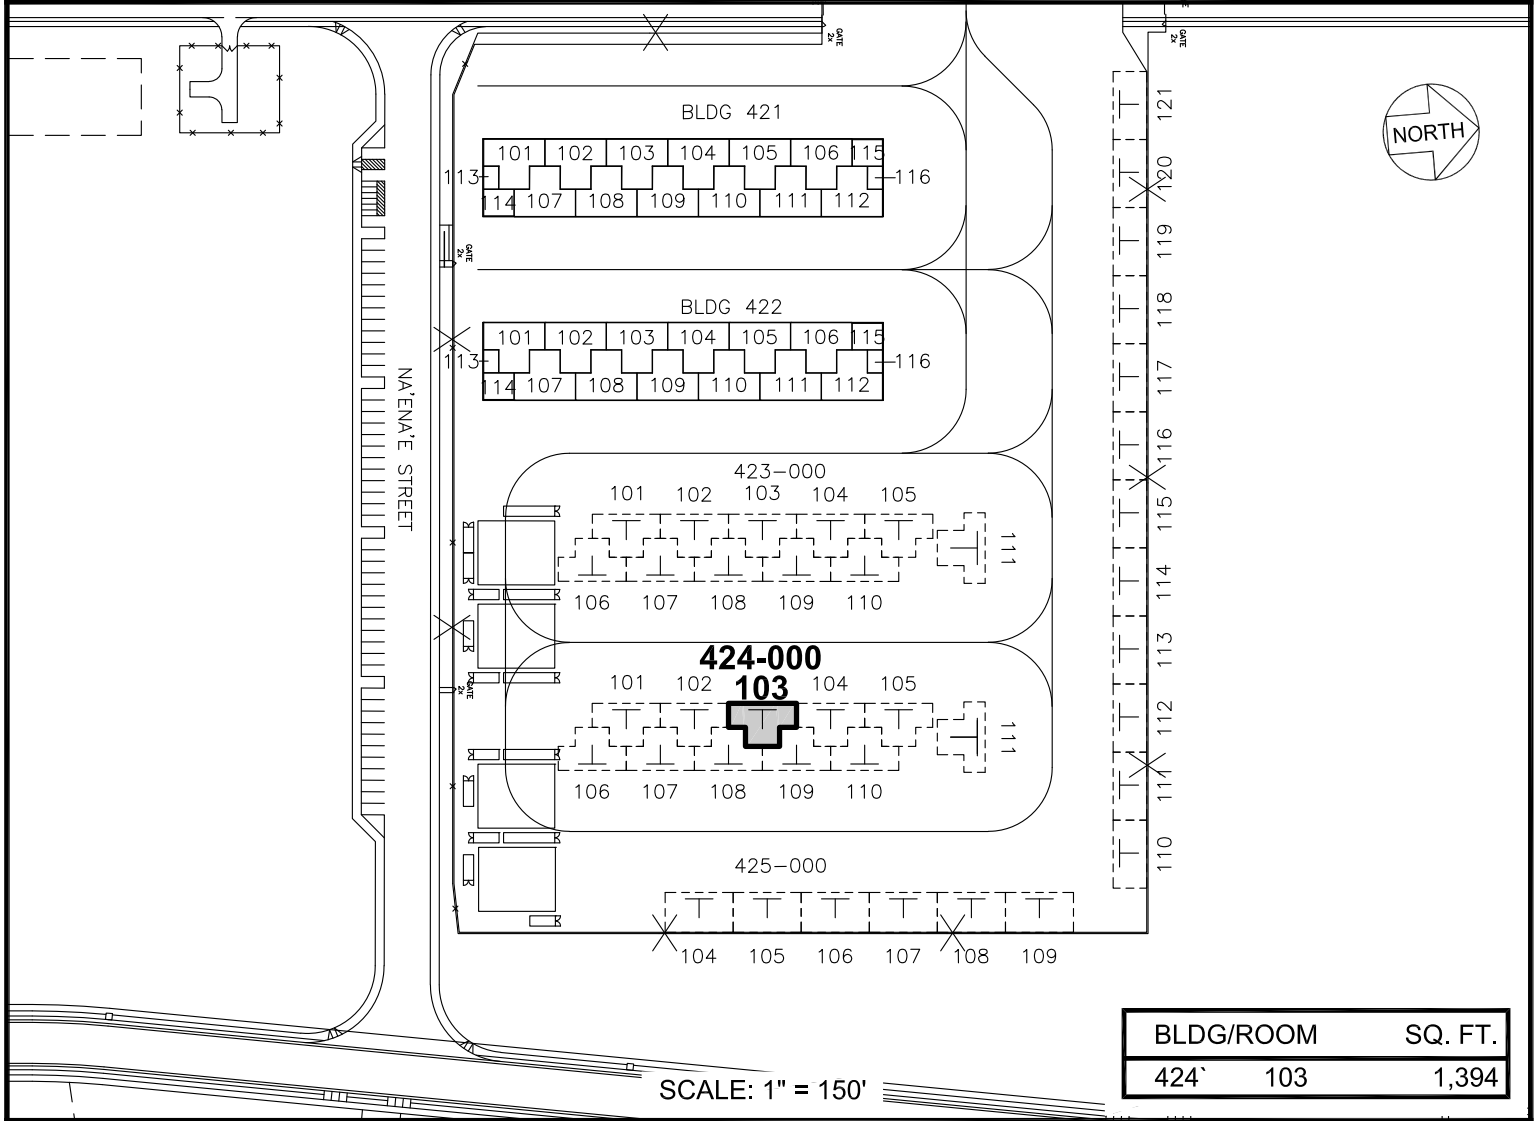 GATE
2x
GATE
2x
NORTH
BLDG 421
101 102 103 104 105 106 115
113 116
114 107 108 109 110 111 112
GATE
2x
BLDG 422
101 102 103 104 105 106 115
113 116
114 107 108 109 110 111 112
NA'ENA'E STREET
423-000
101 102 103 104 105
111
106 107 108 109 110
424-000
GATE
2x
101 102 103 104 105
111
106 107 108 109 110
425-000
104 105 106 107 108 109
121
120
119
118
117
116
115
114
113
112
111
110
SCALE: 1" = 150'
BLDG/ROOM SQ. FT.
424` 103 1,394